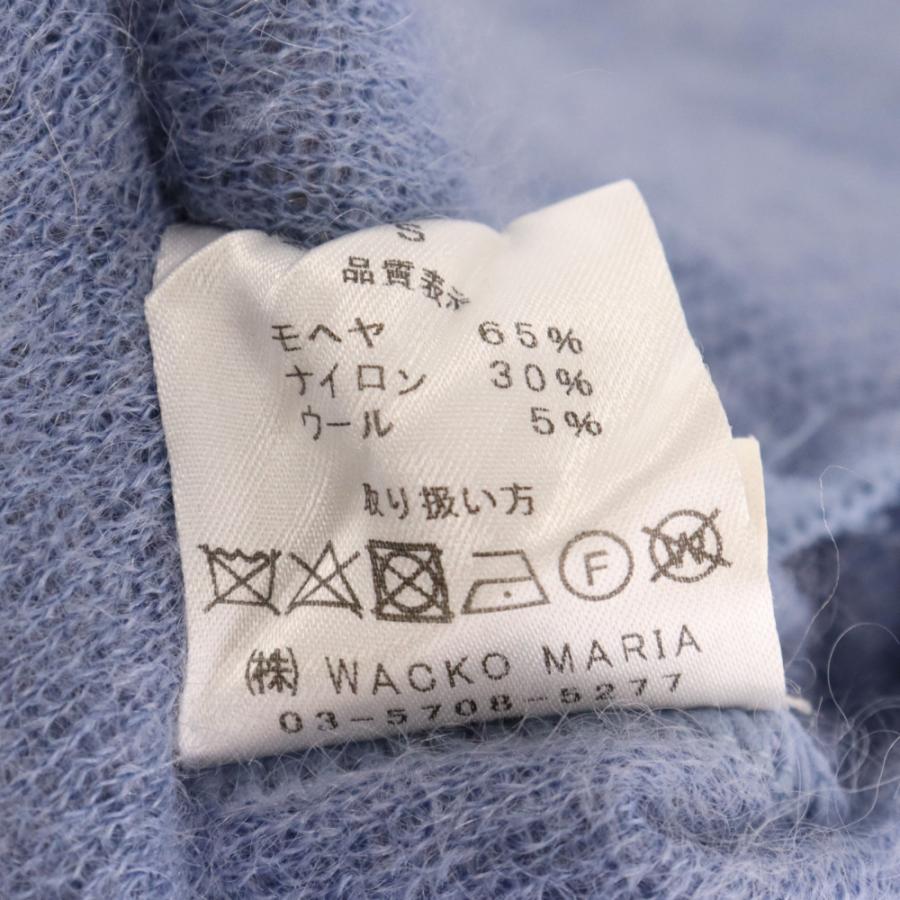 S
品質表示
モヘヤ 65%
ナイロン 30%
ウール 5%
取り扱い方
F W
(株) WACKO MARIA
03-5708-5277